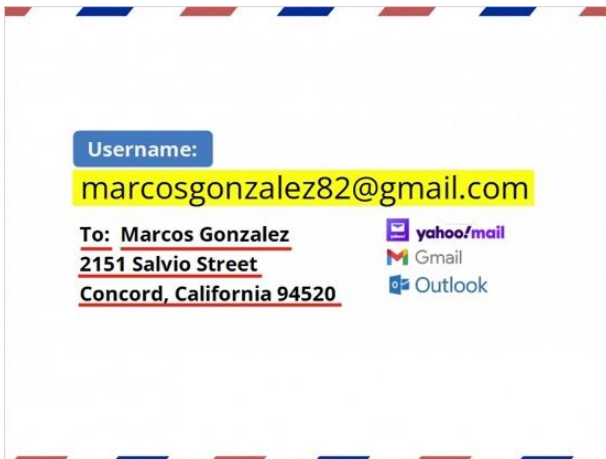 Username:
marcosgonzalez82@gmail.com
To: Marcos Gonzalez
2151 Salvio Street
Concord, California 94520
yahoo!mail
Gmail
Outlook